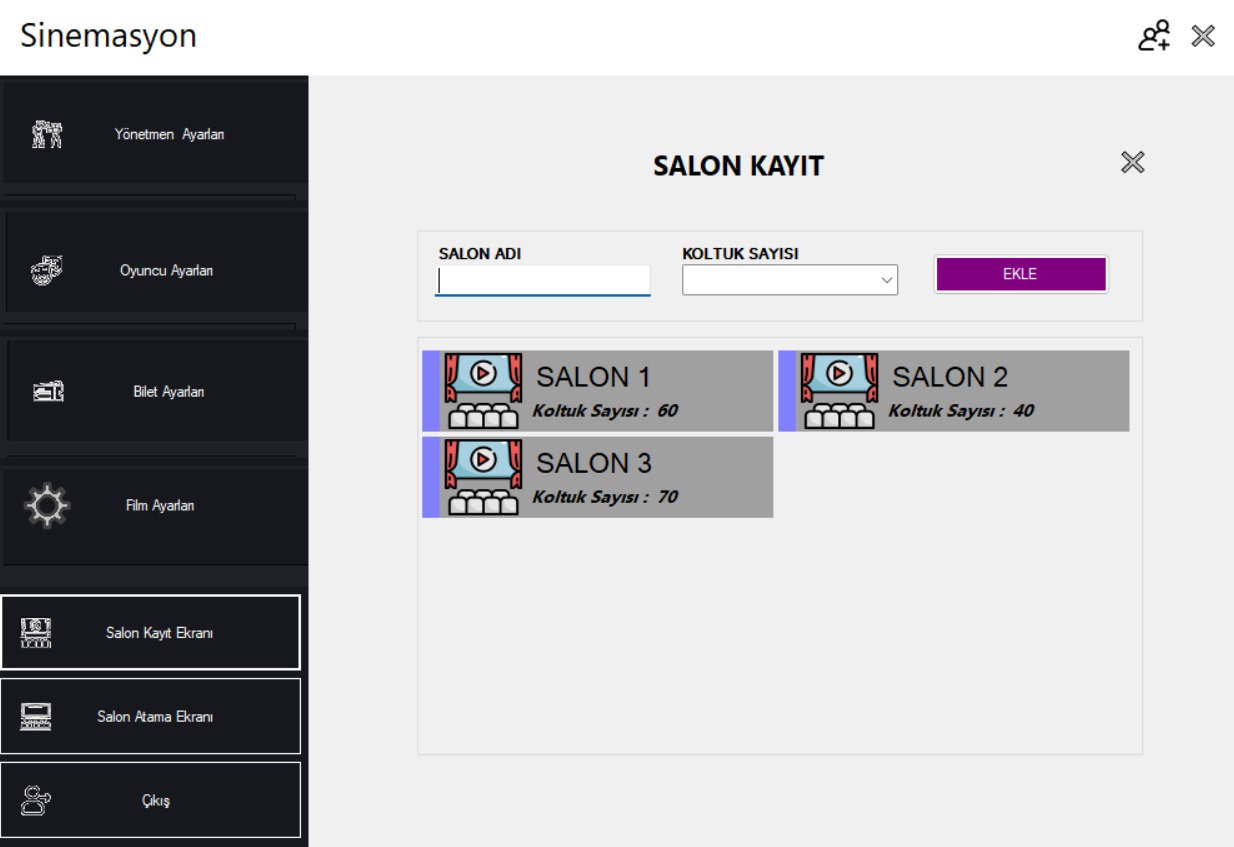 Sinemasyon
Yönetmen Ayarları
Oyuncu Ayarları
Bilet Ayarları
Film Ayarları
Salon Kayıt Ekranı
Salon Atama Ekranı
Çıkış
SALON KAYIT
SALON ADI
KOLTUK SAYISI
EKLE
SALON 1
Koltuk Sayısı : 60
SALON 2
Koltuk Sayısı : 40
SALON 3
Koltuk Sayısı : 70